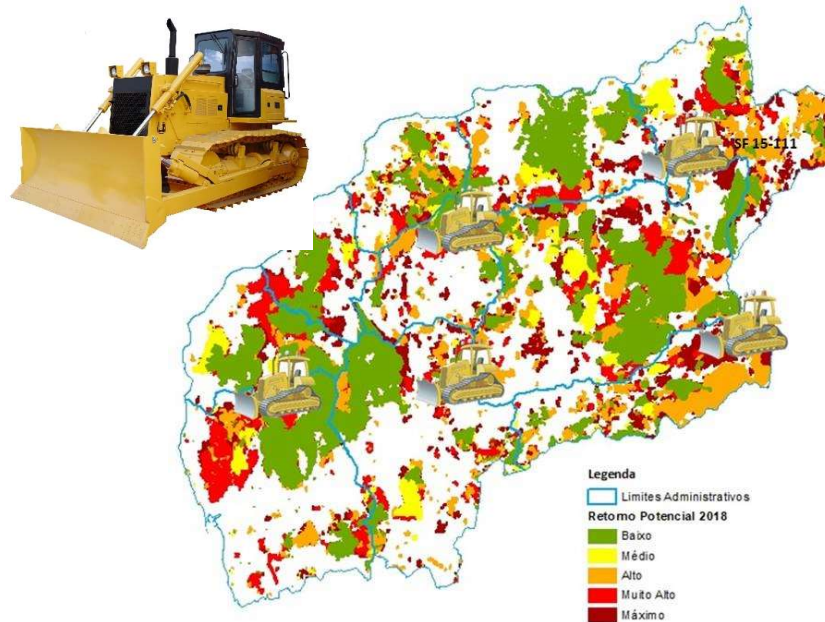 SF 15-111
Legenda
Limites Administrativos
Retorno Potencial 2018
Baixo
Médio
Alto
Muito Alto
Máximo